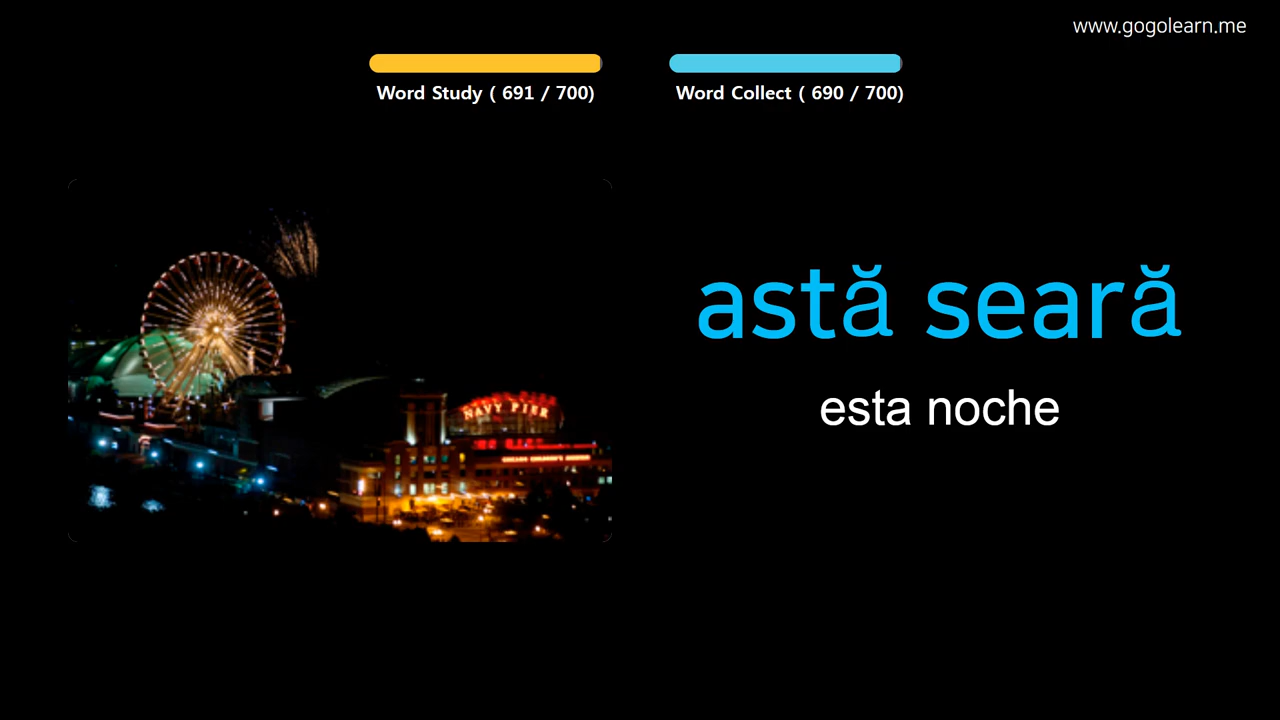 www.gogolearn.me
Word Study ( 691 / 700)
Word Collect ( 690 / 700)
astă seară
esta noche
NAVY PIER